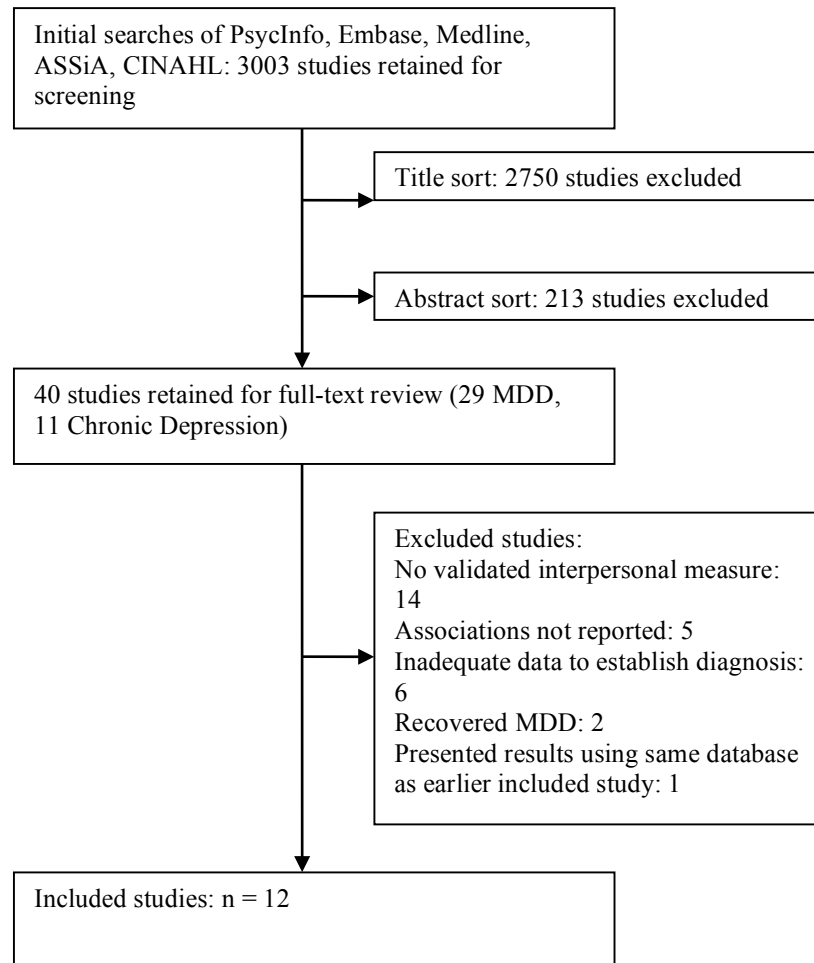 Initial searches of PsycInfo, Embase, Medline,
ASSiA, CINAHL: 3003 studies retained for
screening
Title sort: 2750 studies excluded
Abstract sort: 213 studies excluded
40 studies retained for full-text review (29 MDD,
11 Chronic Depression)
Excluded studies:
No validated interpersonal measure:
14
Associations not reported: 5
Inadequate data to establish diagnosis:
6
Recovered MDD: 2
Presented results using same database
as earlier included study: 1
Included studies: n = 12